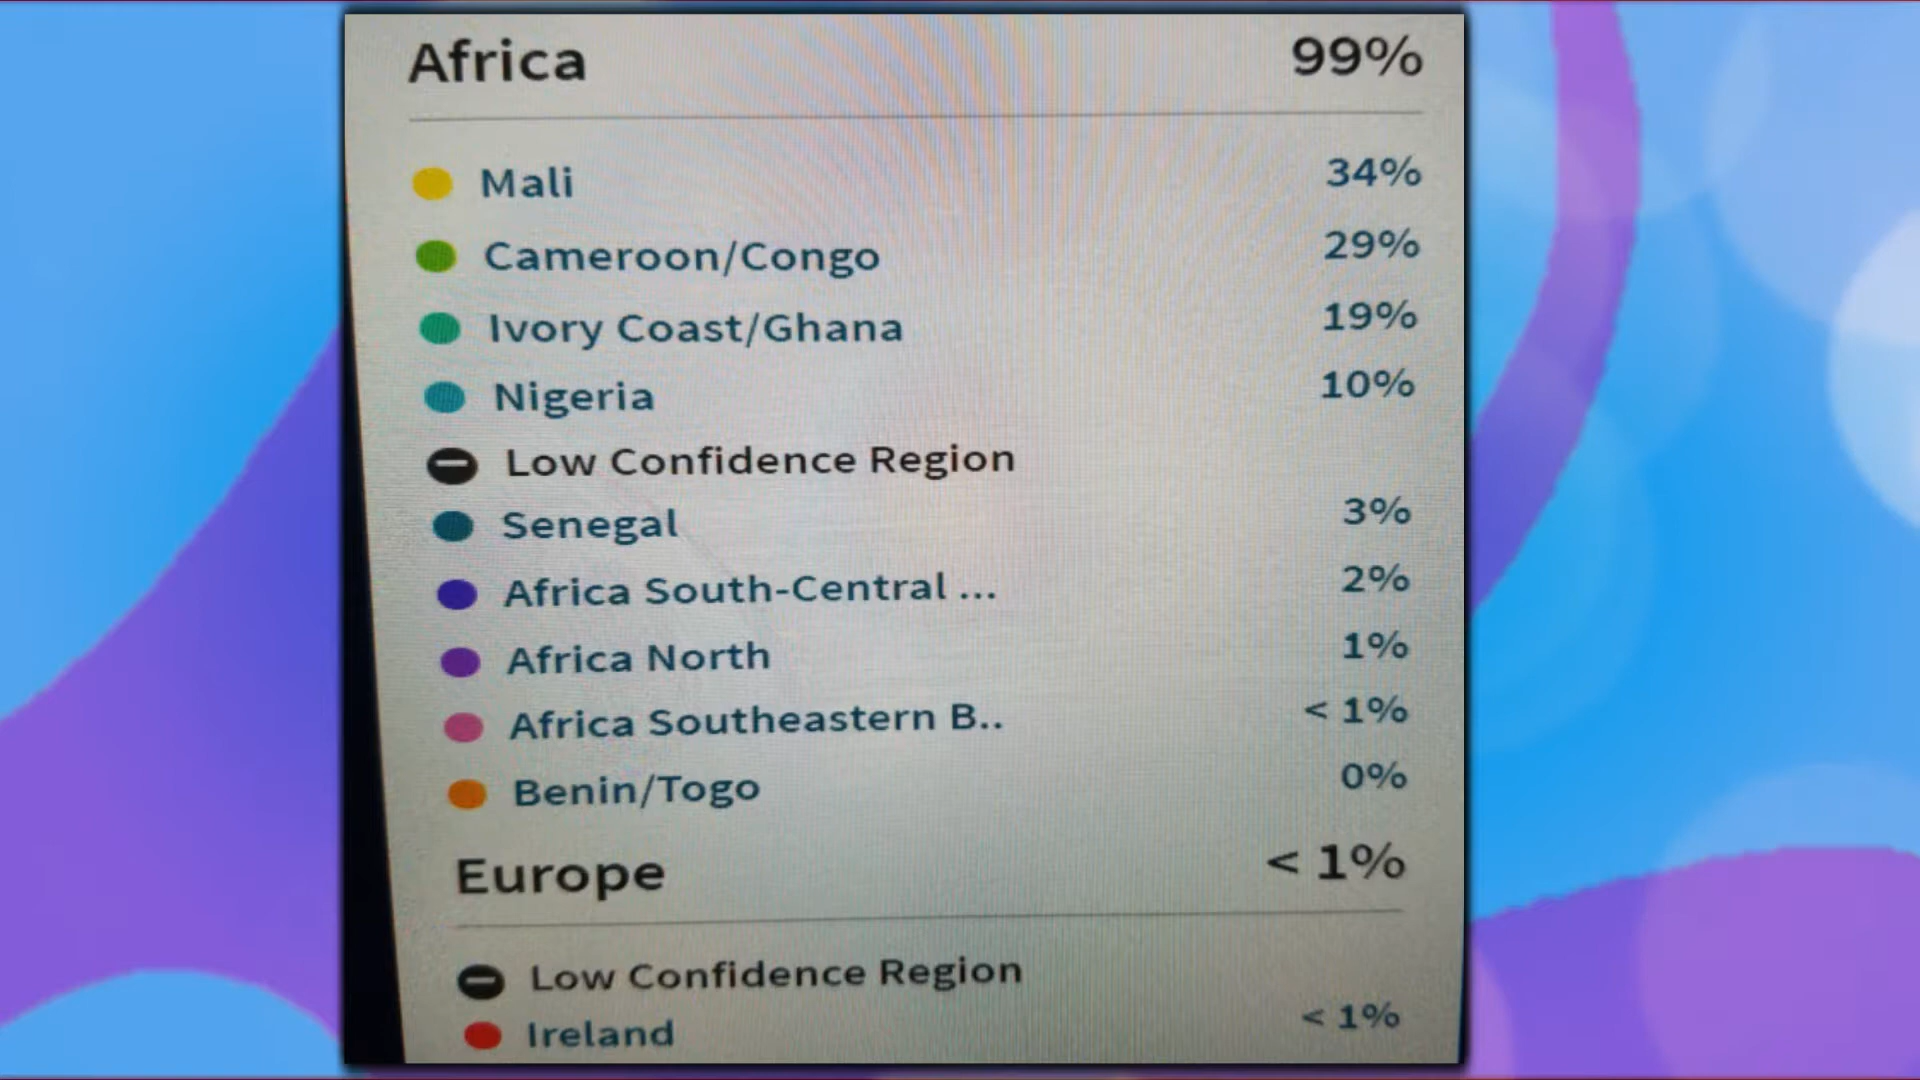 Africa 99%
Mali 34%
Cameroon/Congo 29%
Ivory Coast/Ghana 19%
Nigeria 10%
Low Confidence Region
Senegal 3%
Africa South-Central ... 2%
Africa North 1%
Africa Southeastern B.. < 1%
Benin/Togo 0%
Europe < 1%
Low Confidence Region
Ireland < 1%